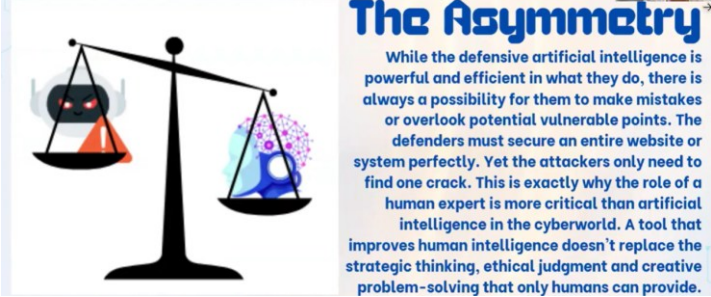 The Asymmetry
While the defensive artificial intelligence is
powerful and efficient in what they do, there is
always a possibility for them to make mistakes
or overlook potential vulnerable points. The
defenders must secure an entire website or
system perfectly. Yet the attackers only need to
find one crack. This is exactly why the role of a
human expert is more critical than artificial
intelligence in the cyberworld. A tool that
improves human intelligence doesn't replace the
strategic thinking, ethical judgment and creative
problem-solving that only humans can provide.